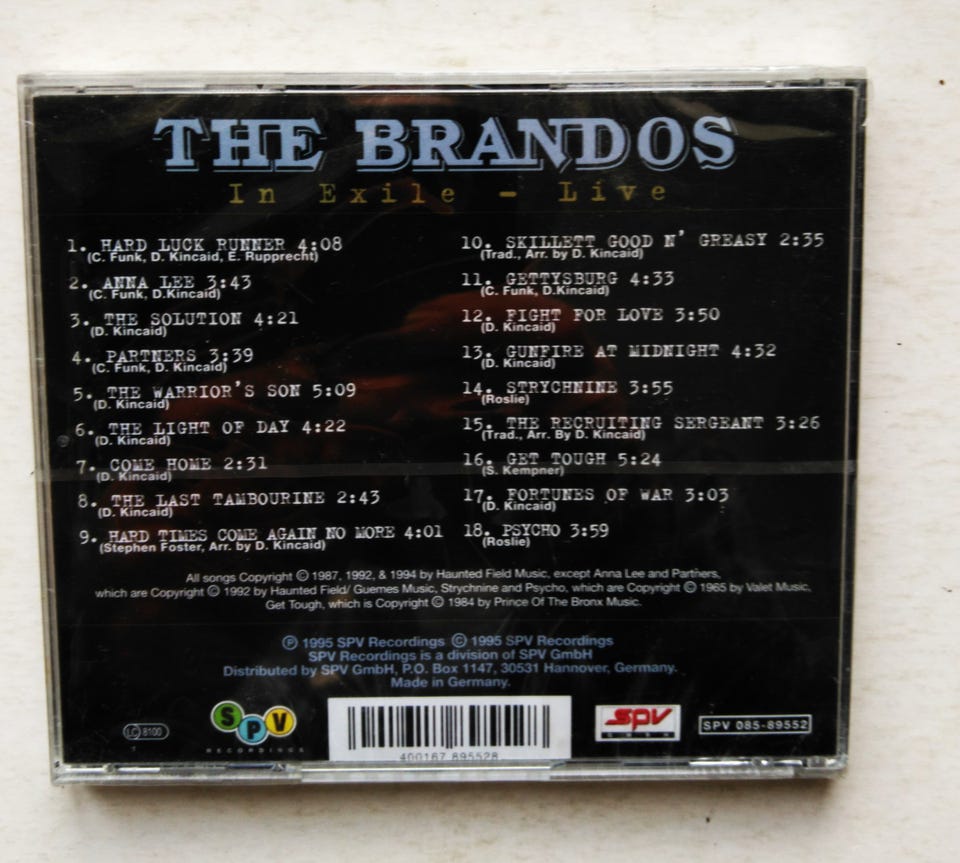 THE BRANDOS
In Exile - Live
1. HARD LUCK RUNNER 4:08
(C. Funk, D. Kincaid, E. Rupprecht)
2. ANNA LEE 3:43
(C. Funk, D.Kincaid)
3. THE SOLUTION 4:21
(D. Kincaid)
4. PARTNERS 3:39
(C. Funk, D. Kincaid)
5. THE WARRIOR'S SON 5:09
(D. Kincaid)
6. THE LIGHT OF DAY 4:22
(D. Kincaid)
7. COME HOME 2:31
(D. Kincaid)
8. THE LAST TAMBOURINE 2:43
(D. Kincaid)
9. HARD TIMES COME AGAIN NO MORE 4:01
(Stephen Foster, Arr. by D. Kincaid)
10. SKILLETT GOOD N' GREASY 2:35
(Trad., Arr. by D. Kincaid)
11. GETTYSBURG 4:33
(C. Funk, D.Kincaid)
12. FIGHT FOR LOVE 3:50
(D. Kincaid)
13. GUNFIRE AT MIDNIGHT 4:32
(D. Kincaid)
14. STRYCHNINE 3:55
(Roslie)
15. THE RECRUITING SERGEANT 3:26
(Trad., Arr. By D. Kincaid)
16. GET TOUGH 5:24
(S. Kempner)
17. FORTUNES OF WAR 3:03
(D. Kincaid)
18. PSYCHO 3:59
(Roslie)
All songs Copyright © 1987, 1992, & 1994 by Haunted Field Music, except Anna Lee and Partners,
which are Copyright © 1992 by Haunted Field/ Guemes Music, Strychnine and Psycho, which are Copyright © 1965 by Valet Music,
Get Tough, which is Copyright © 1984 by Prince Of The Bronx Music.
℗ 1995 SPV Recordings © 1995 SPV Recordings
SPV Recordings is a division of SPV GmbH
Distributed by SPV GmbH, P.O. Box 1147, 30531 Hannover, Germany.
Made in Germany.
LC 8100
SPV
RECORDINGS
400167 895528
SPV
SPV 085-89552